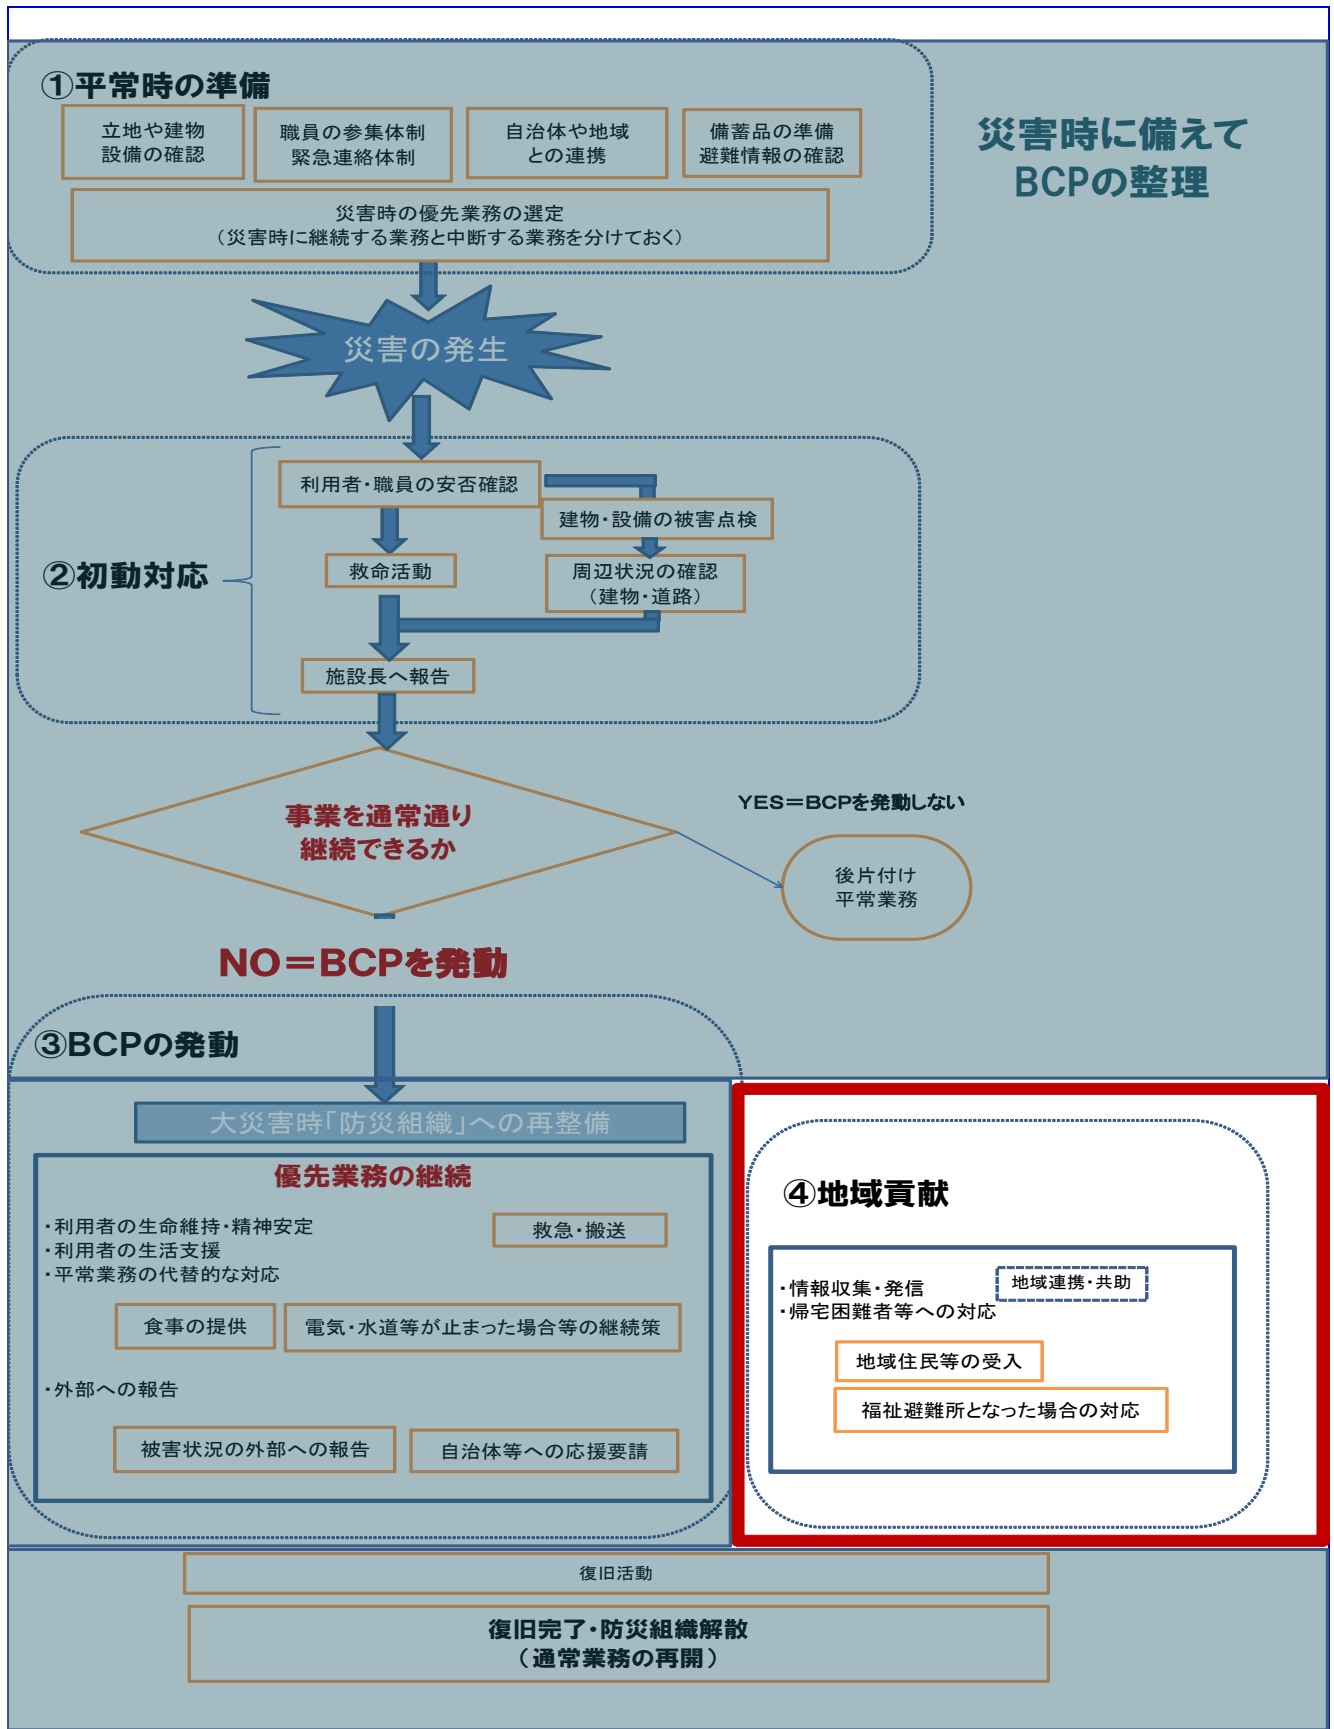 ①平常時の準備
立地や建物
設備の確認
職員の参集体制
緊急連絡体制
自治体や地域
との連携
備蓄品の準備
避難情報の確認
災害時の優先業務の選定
（災害時に継続する業務と中断する業務を分けておく）
災害時に備えて
BCPの整理
災害の発生
②初動対応
利用者・職員の安否確認
建物・設備の被害点検
救命活動
周辺状況の確認
（建物・道路）
施設長へ報告
事業を通常通り
継続できるか
YES＝BCPを発動しない
後片付け
平常業務
NO＝BCPを発動
③BCPの発動
大災害時「防災組織」への再整備
優先業務の継続
・利用者の生命維持・精神安定
・利用者の生活支援
・平常業務の代替的な対応
救急・搬送
食事の提供
電気・水道等が止まった場合等の継続策
・外部への報告
被害状況の外部への報告
自治体等への応援要請
④地域貢献
・情報収集・発信
・帰宅困難者等への対応
地域連携・共助
地域住民等の受入
福祉避難所となった場合の対応
復旧活動
復旧完了・防災組織解散
（通常業務の再開）